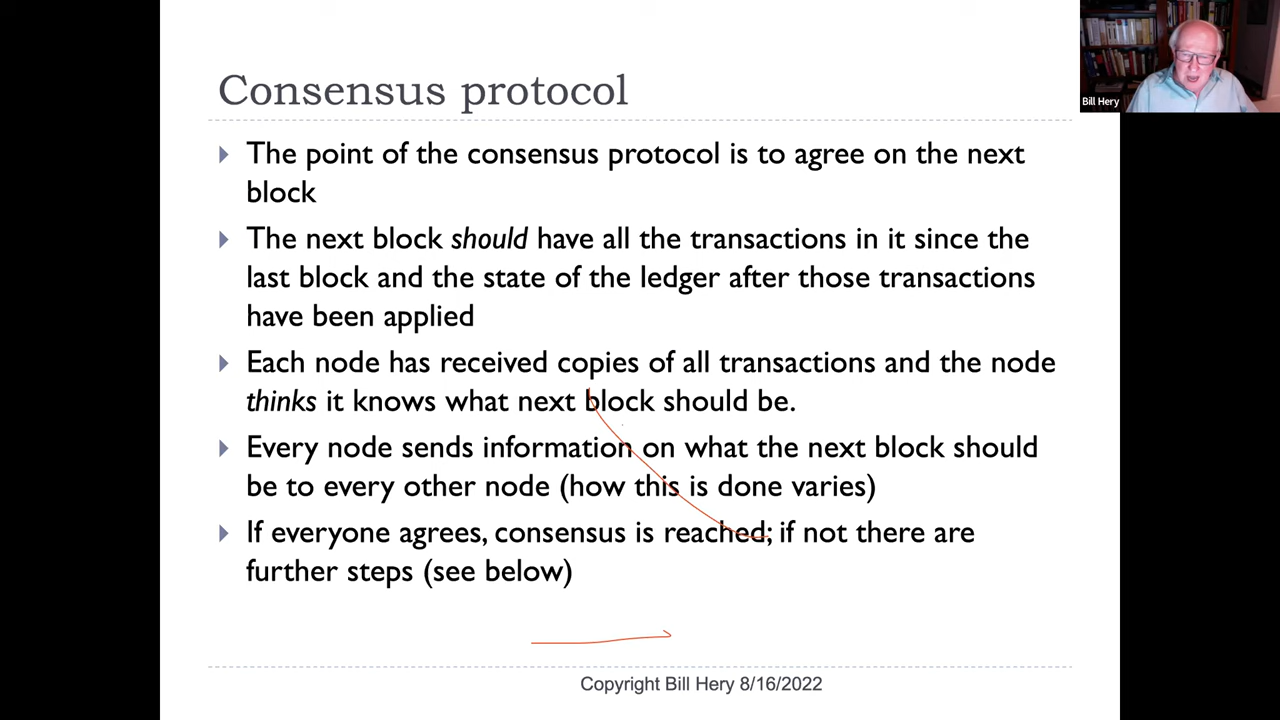 Consensus protocol
The point of the consensus protocol is to agree on the next
block
The next block should have all the transactions in it since the
last block and the state of the ledger after those transactions
have been applied
Each node has received copies of all transactions and the node
thinks it knows what next block should be.
Every node sends information on what the next block should
be to every other node (how this is done varies)
If everyone agrees, consensus is reached; if not there are
further steps (see below)
Copyright Bill Hery 8/16/2022
Bill Hery